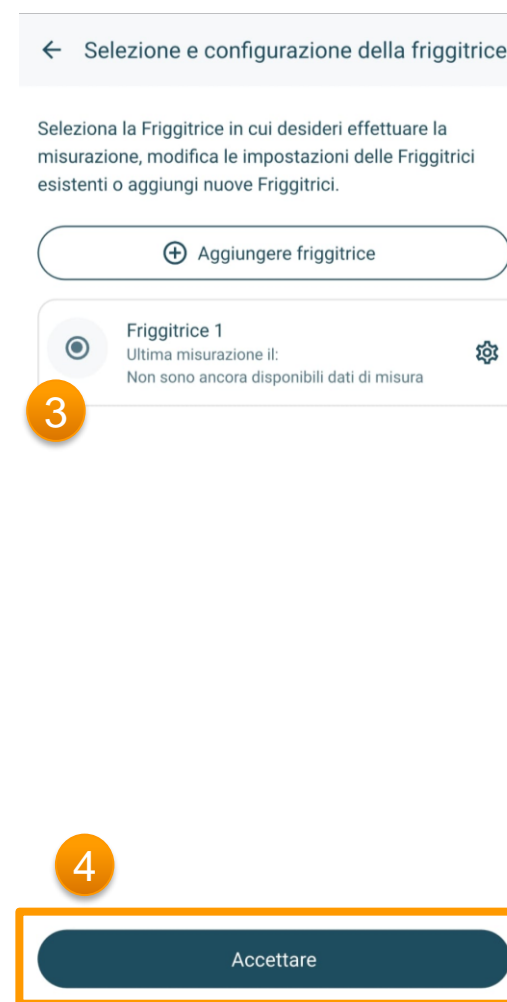 Selezione e configurazione della friggitrice
Seleziona la Friggitrice in cui desideri effettuare la
misurazione, modifica le impostazioni delle Friggitrici
esistenti o aggiungi nuove Friggitrici.
Aggiungere friggitrice
Friggitrice 1
Ultima misurazione il:
Non sono ancora disponibili dati di misura
3
4
Accettare